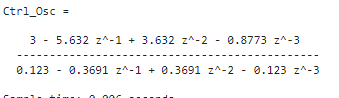 Ctrl_Osc =
3 - 5.632 z^-1 + 3.632 z^-2 - 0.8773 z^-3
-----------------------------------------------
0.123 - 0.3691 z^-1 + 0.3691 z^-2 - 0.123 z^-3